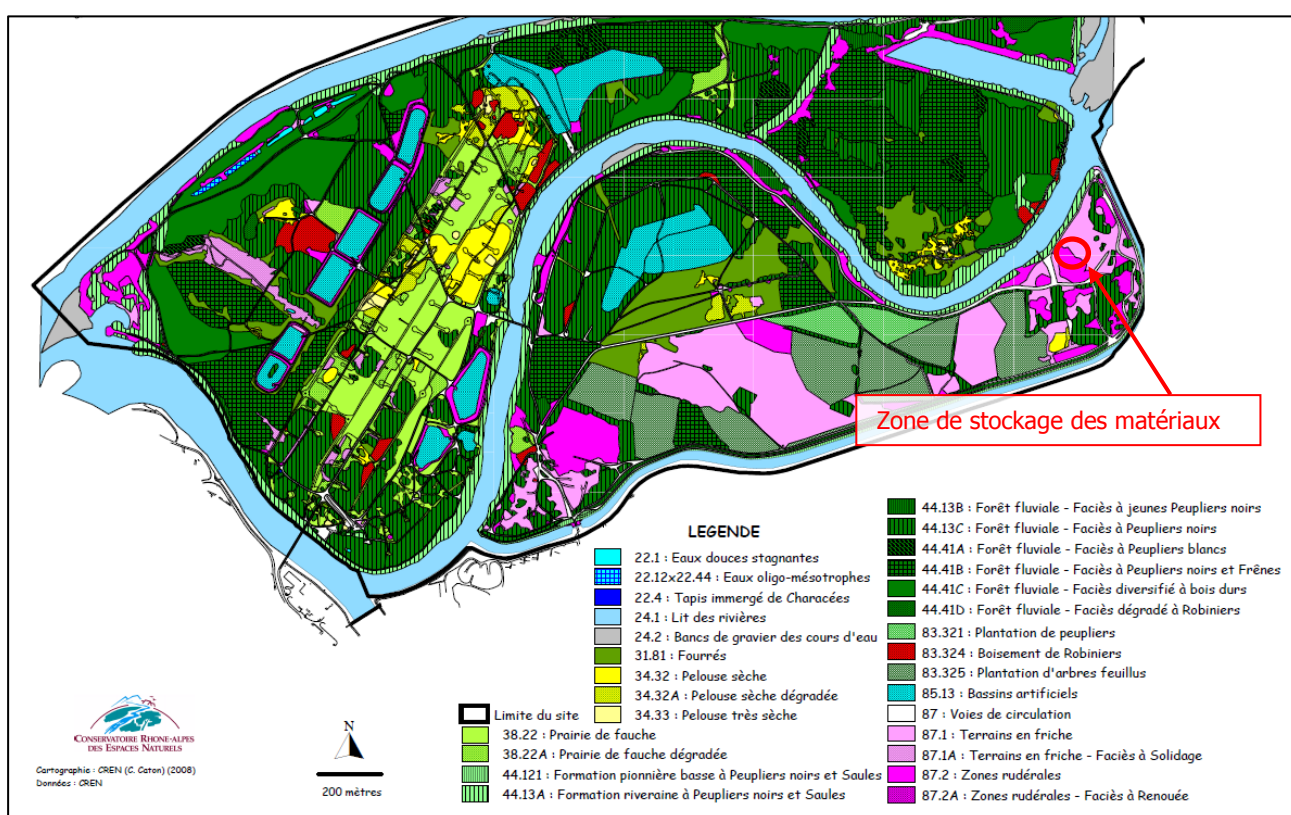 Zone de stockage des matériaux
LEGENDE
22.1 : Eaux douces stagnantes
22.12x22.44 : Eaux oligo-mésotrophes
22.4 : Tapis immergé de Characées
24.1 : Lit des rivières
24.2 : Bancs de gravier des cours d'eau
31.81 : Fourrés
34.32 : Pelouse sèche
34.32A : Pelouse sèche dégradée
34.33 : Pelouse très sèche
Limite du site
38.22 : Prairie de fauche
38.22A : Prairie de fauche dégradée
44.121 : Formation pionnière basse à Peupliers noirs et Saules
44.13A : Formation riveraine à Peupliers noirs et Saules
44.13B : Forêt fluviale - Faciès à jeunes Peupliers noirs
44.13C : Forêt fluviale - Faciès à Peupliers noirs
44.41A : Forêt fluviale - Faciès à Peupliers blancs
44.41B : Forêt fluviale - Faciès à Peupliers noirs et Frênes
44.41C : Forêt fluviale - Faciès diversifié à bois durs
44.41D : Forêt fluviale - Faciès dégradé à Robiniers
83.321 : Plantation de peupliers
83.324 : Boisement de Robiniers
83.325 : Plantation d'arbres feuillus
85.13 : Bassins artificiels
87 : Voies de circulation
87.1 : Terrains en friche
87.1A : Terrains en friche - Faciès à Solidage
87.2 : Zones rudérales
87.2A : Zones rudérales - Faciès à Renouée
CONSERVATOIRE RHONE-ALPES
DES ESPACES NATURELS
Cartographie : CREN (C. Caton) (2008)
Données : CREN
N
200 mètres